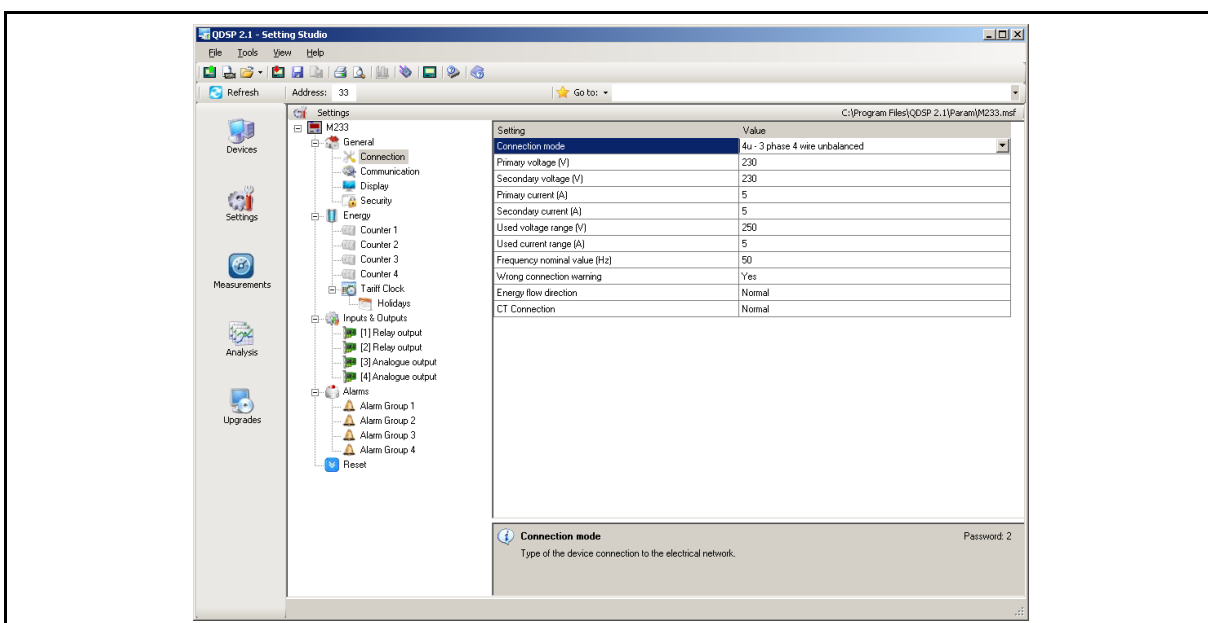 QDSP 2.1 - Setting Studio
File Tools View Help
Refresh Address: 33 Go to:
Settings C:\Program Files\QDSP 2.1\Param\M233.msf
Devices
Settings
Measurements
Analysis
Upgrades
M233
General
Connection
Communication
Display
Security
Energy
Counter 1
Counter 2
Counter 3
Counter 4
Tariff Clock
Holidays
Inputs & Outputs
[1] Relay output
[2] Relay output
[3] Analogue output
[4] Analogue output
Alarms
Alarm Group 1
Alarm Group 2
Alarm Group 3
Alarm Group 4
Reset
Setting Value
Connection mode 4u - 3 phase 4 wire unbalanced
Primary voltage (V) 230
Secondary voltage (V) 230
Primary current (A) 5
Secondary current (A) 5
Used voltage range (V) 250
Used current range (A) 5
Frequency nominal value (Hz) 50
Wrong connection warning Yes
Energy flow direction Normal
CT Connection Normal
Connection mode Password: 2
Type of the device connection to the electrical network.